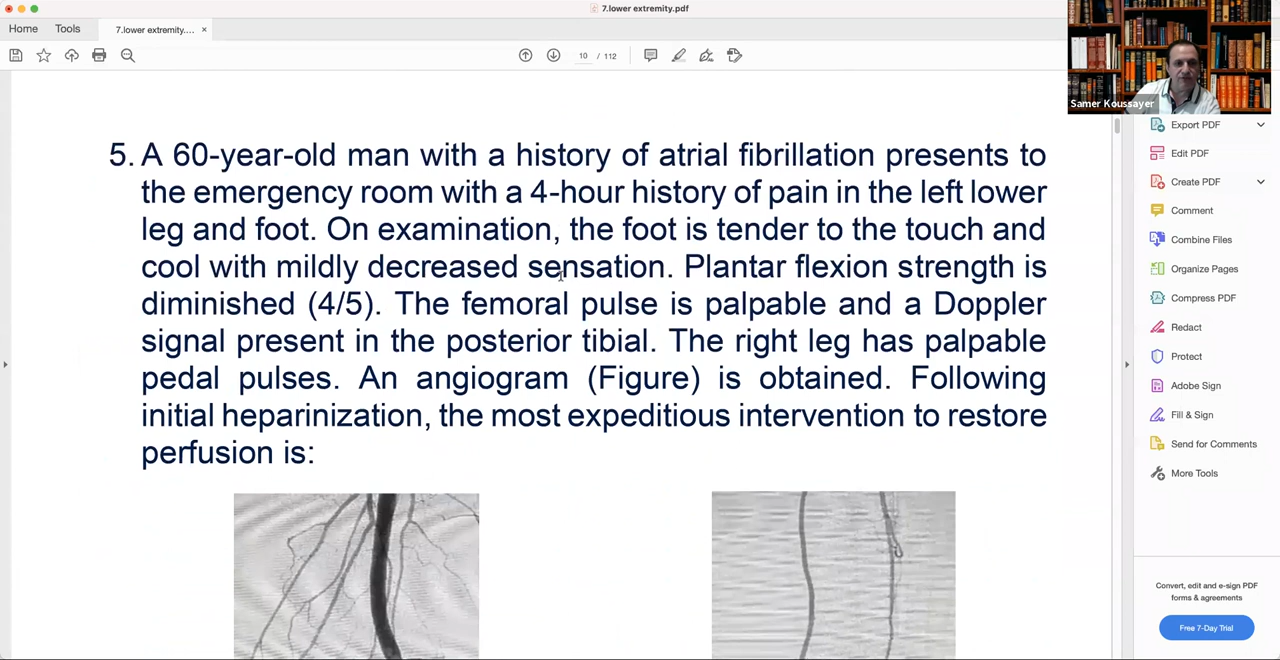 7.lower extremity.pdf
Home
Tools
7.lower extremity....
×
10 / 112
Samer Koussayer
5. A 60-year-old man with a history of atrial fibrillation presents to
the emergency room with a 4-hour history of pain in the left lower
leg and foot. On examination, the foot is tender to the touch and
cool with mildly decreased sensation. Plantar flexion strength is
diminished (4/5). The femoral pulse is palpable and a Doppler
signal present in the posterior tibial. The right leg has palpable
pedal pulses. An angiogram (Figure) is obtained. Following
initial heparinization, the most expeditious intervention to restore
perfusion is:
Export PDF
Edit PDF
Create PDF
Comment
Combine Files
Organize Pages
Compress PDF
Redact
Protect
Adobe Sign
Fill & Sign
Send for Comments
More Tools
Convert, edit and e-sign PDF
forms & agreements
Free 7-Day Trial